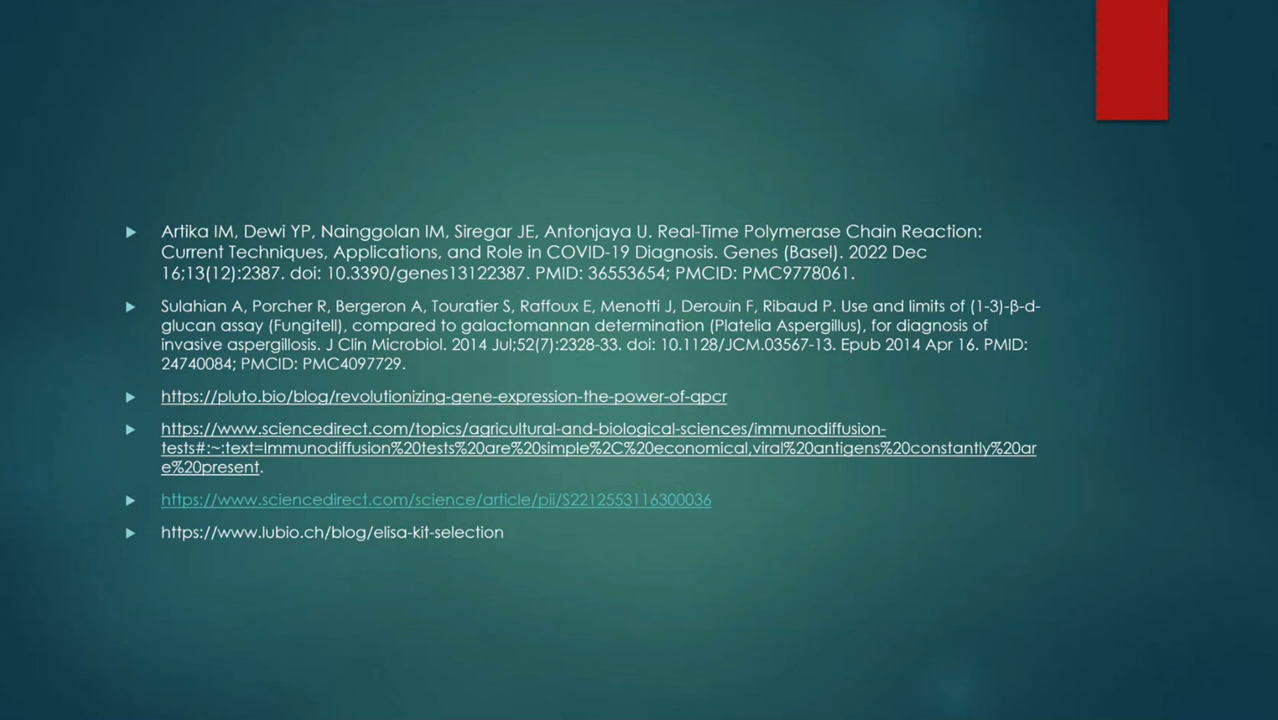 Artika IM, Dewi YP, Nainggolan IM, Siregar JE, Antonjaya U. Real-Time Polymerase Chain Reaction:
Current Techniques, Applications, and Role in COVID-19 Diagnosis. Genes (Basel). 2022 Dec
16;13(12):2387. doi: 10.3390/genes13122387. PMID: 36553654; PMCID: PMC9778061.
Sulahian A, Porcher R, Bergeron A, Touratier S, Raffoux E, Menotti J, Derouin F, Ribaud P. Use and limits of (1-3)-β-d-
glucan assay (Fungitell), compared to galactomannan determination (Platelia Aspergillus), for diagnosis of
invasive aspergillosis. J Clin Microbiol. 2014 Jul;52(7):2328-33. doi: 10.1128/JCM.03567-13. Epub 2014 Apr 16. PMID:
24740084; PMCID: PMC4097729.
https://pluto.bio/blog/revolutionizing-gene-expression-the-power-of-qpcr
https://www.sciencedirect.com/topics/agricultural-and-biological-sciences/immunodiffusion-
tests#:~:text=Immunodiffusion%20tests%20are%20simple%2C%20economical,viral%20antigens%20constantly%20ar
e%20present.
https://www.sciencedirect.com/science/article/pii/S2212553116300036
https://www.lubio.ch/blog/elisa-kit-selection